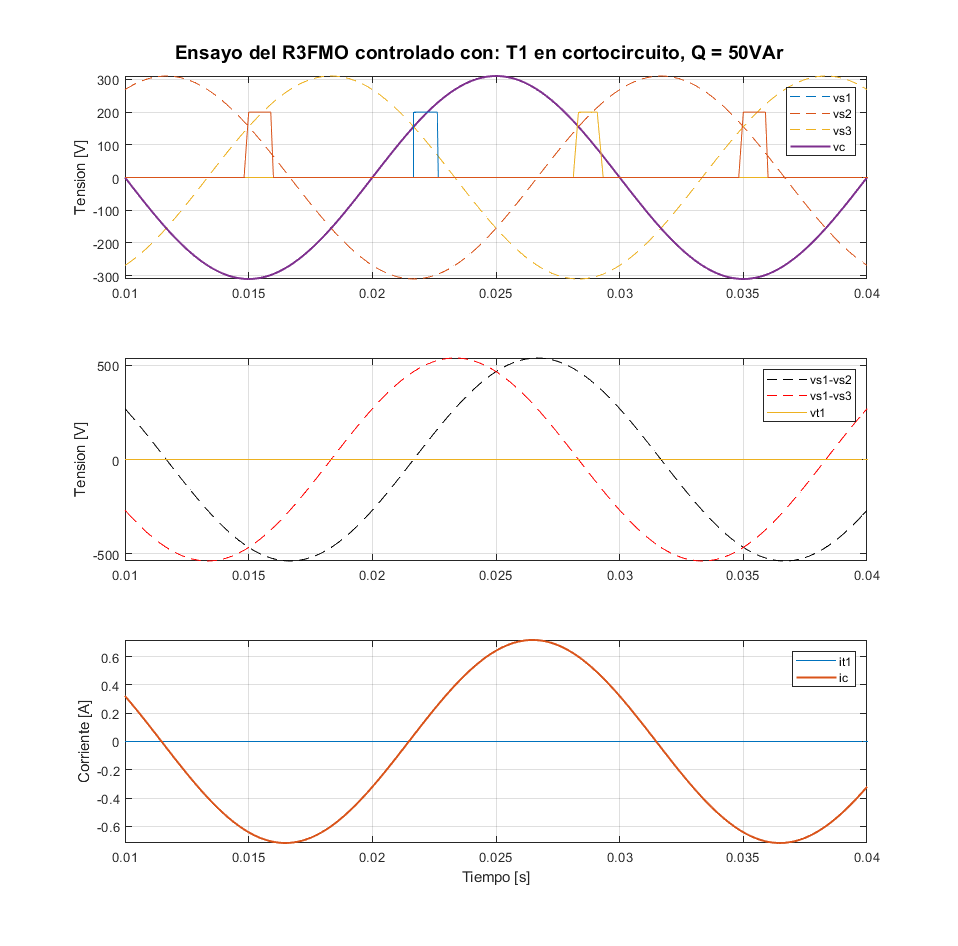 Ensayo del R3FMO controlado con: T1 en cortocircuito, Q = 50VAr
300
200
100
0
-100
-200
-300
Tension [V]
vs1
vs2
vs3
vc
0.01 0.015 0.02 0.025 0.03 0.035 0.04
500
0
-500
Tension [V]
vs1-vs2
vs1-vs3
vt1
0.01 0.015 0.02 0.025 0.03 0.035 0.04
0.6
0.4
0.2
0
-0.2
-0.4
-0.6
Corriente [A]
it1
ic
0.01 0.015 0.02 0.025 0.03 0.035 0.04
Tiempo [s]